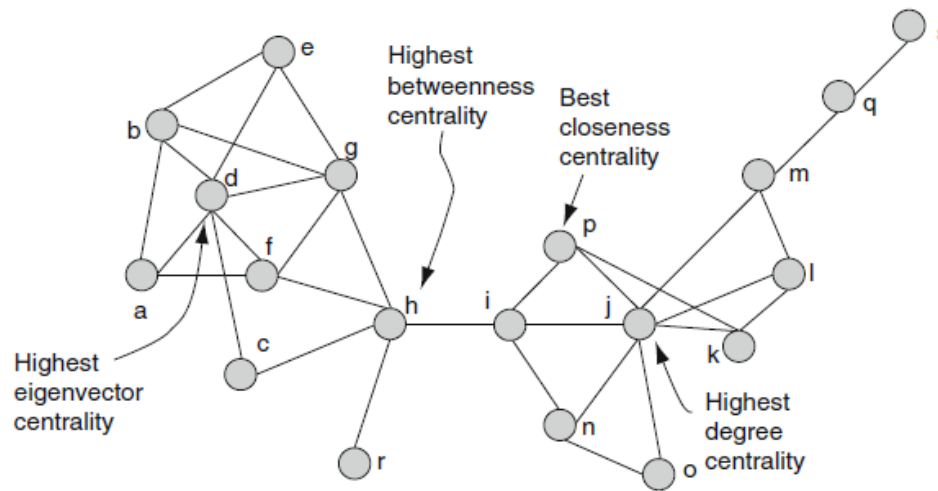 e
Highest
betweenness
centrality
Best
closeness
centrality
q
b
g
m
d
p
f
l
a
h
i
j
c
k
Highest
eigenvector
centrality
Highest
degree
centrality
n
r
o